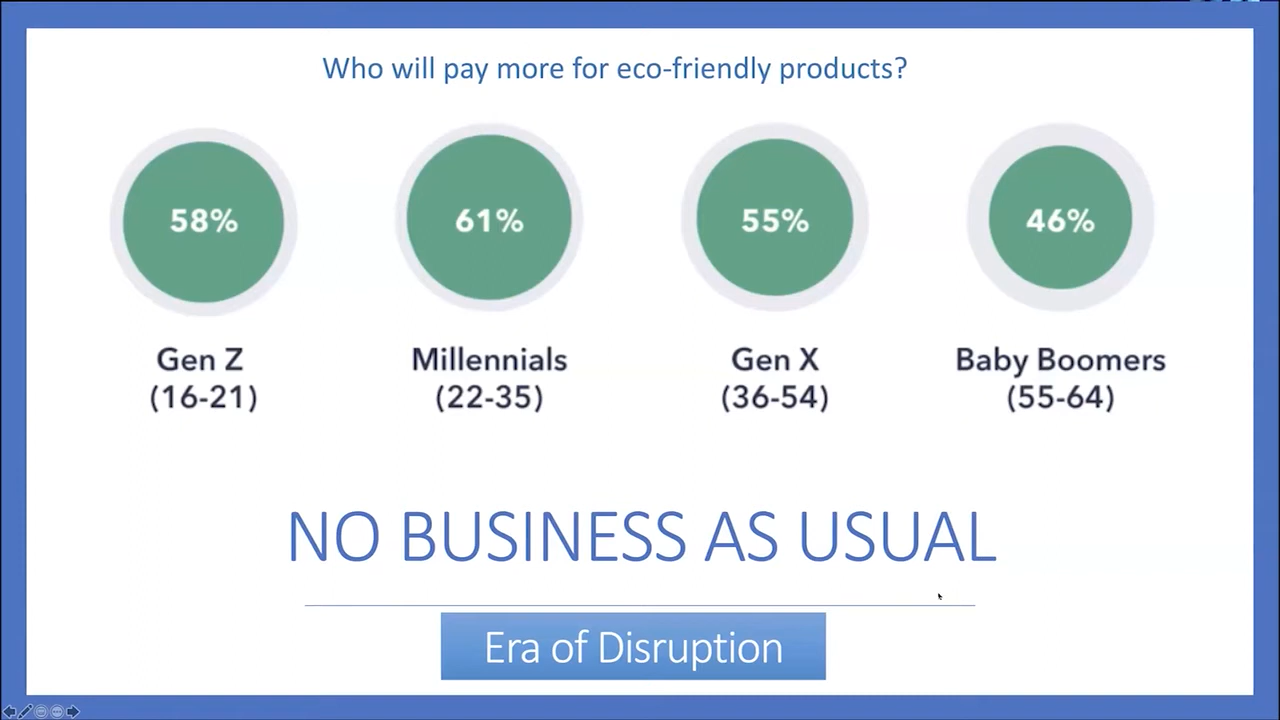 Who will pay more for eco-friendly products?
58%
61%
55%
46%
Gen Z
(16-21)
Millennials
(22-35)
Gen X
(36-54)
Baby Boomers
(55-64)
NO BUSINESS AS USUAL
Era of Disruption